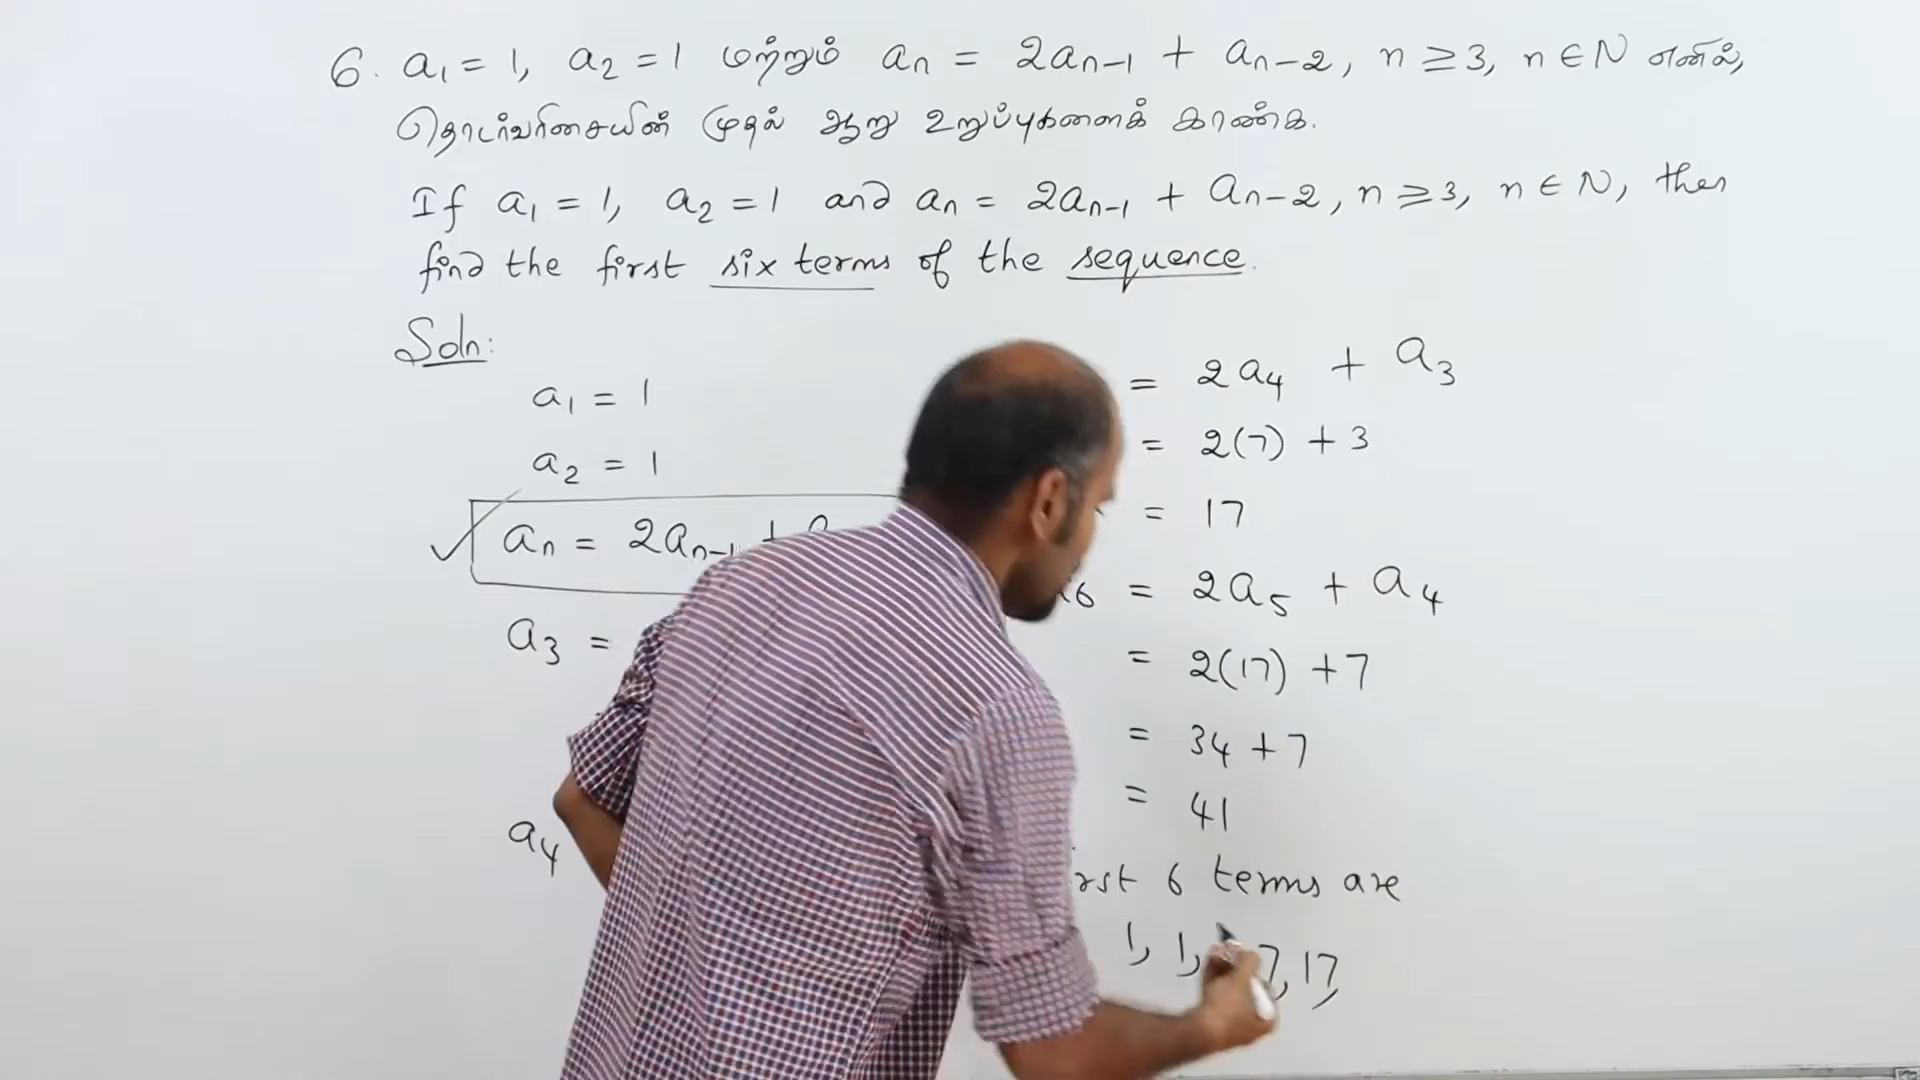 6. a₁ = 1, a₂ = 1 மற்றும் aₙ = 2aₙ₋₁ + aₙ₋₂, n ≥ 3, n ∈ N எனில்,
தொடர்வரிசையின் முதல் ஆறு உறுப்புகளைக் காண்க.
If a₁ = 1, a₂ = 1 and aₙ = 2aₙ₋₁ + aₙ₋₂, n ≥ 3, n ∈ N, then
find the first six terms of the sequence.
Soln:
a₁ = 1
a₂ = 1
aₙ = 2aₙ₋₁ +
a₃ =
a₄
= 2a₄ + a₃
= 2(7) + 3
= 17
6 = 2a₅ + a₄
= 2(17) + 7
= 34 + 7
= 41
6 terms are
1, 1, 7, 17,